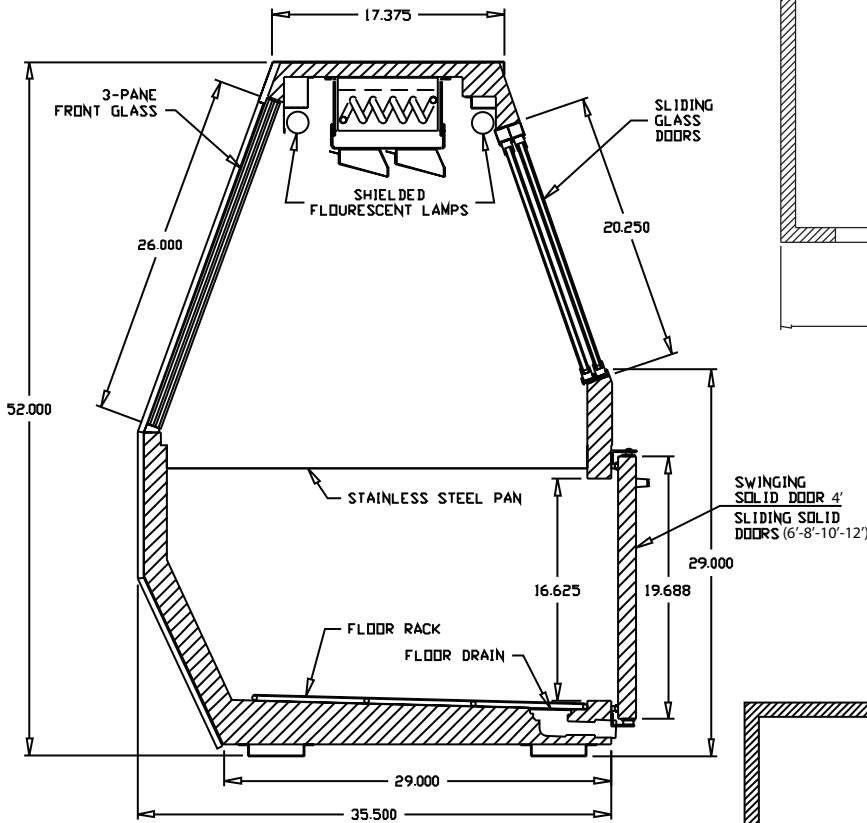 17.375
3-PANE
FRONT GLASS
SLIDING
GLASS
DOORS
SHIELDED
FLOURESCENT LAMPS
26.000
20.250
52.000
STAINLESS STEEL PAN
SWINGING
SOLID DOOR 4'
SLIDING SOLID
DOORS (6'-8'-10'-12')
29.000
16.625
19.688
FLOOR RACK
FLOOR DRAIN
29.000
35.500